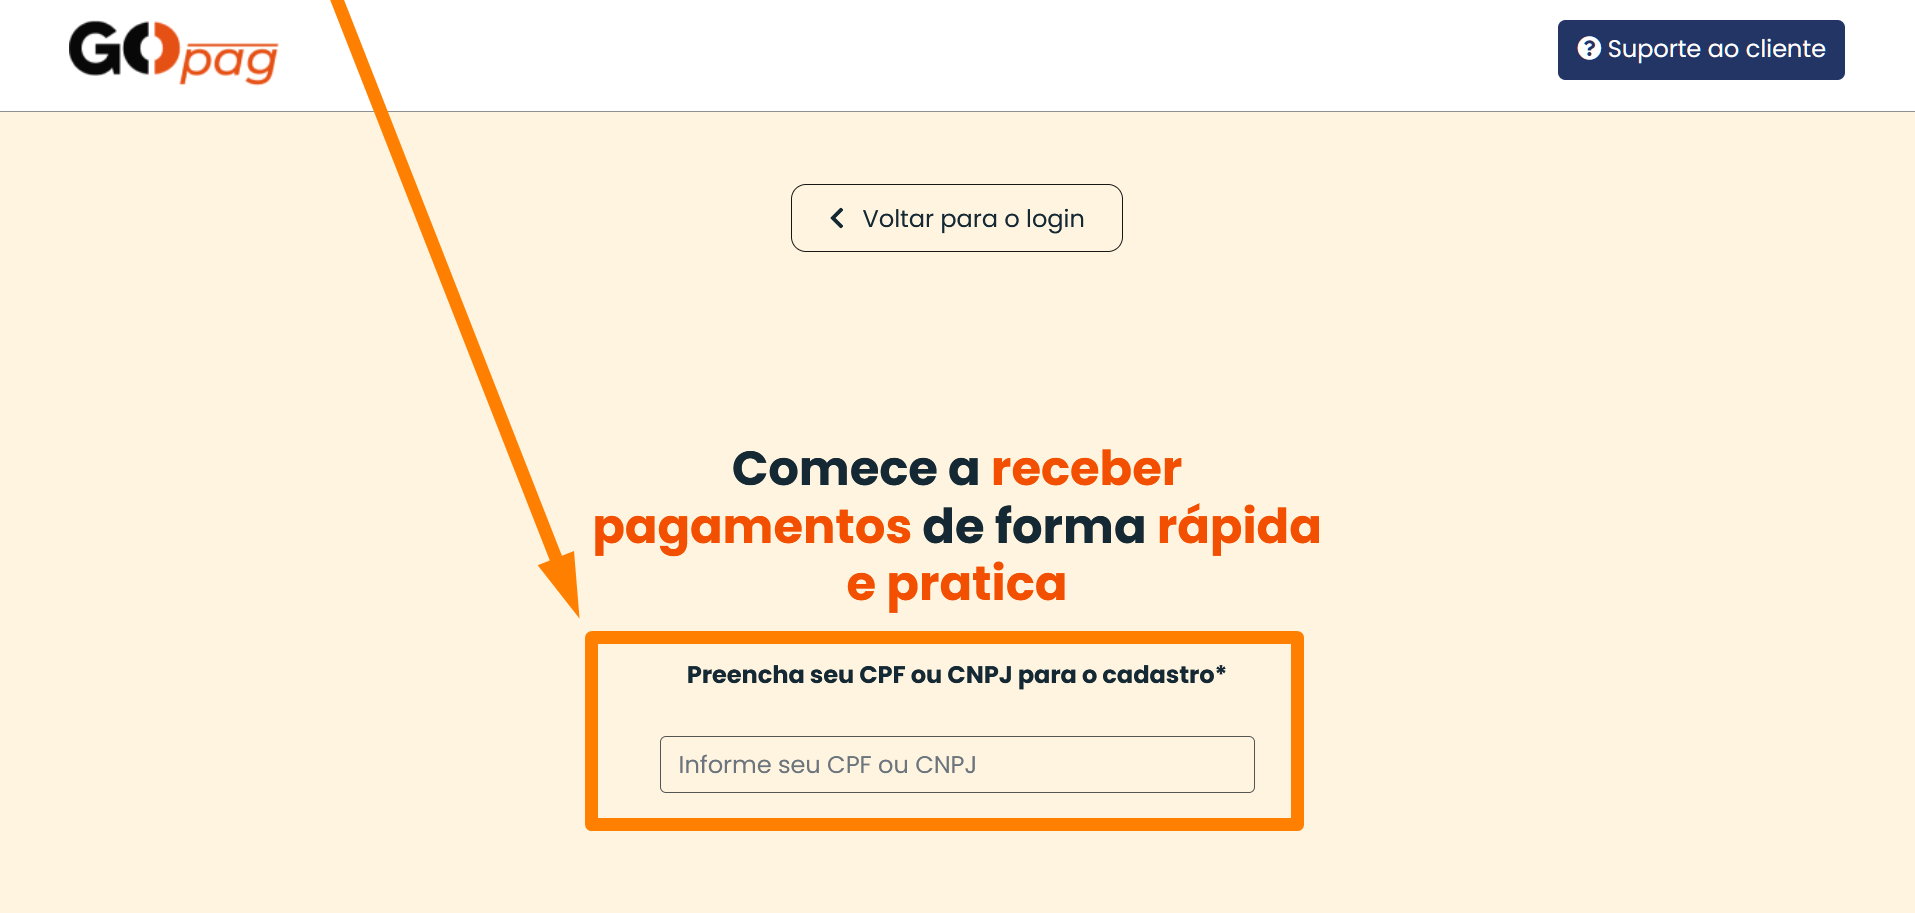 GOpag
Suporte ao cliente
Voltar para o login
Comece a receber
pagamentos de forma rápida
e pratica
Preencha seu CPF ou CNPJ para o cadastro*
Informe seu CPF ou CNPJ